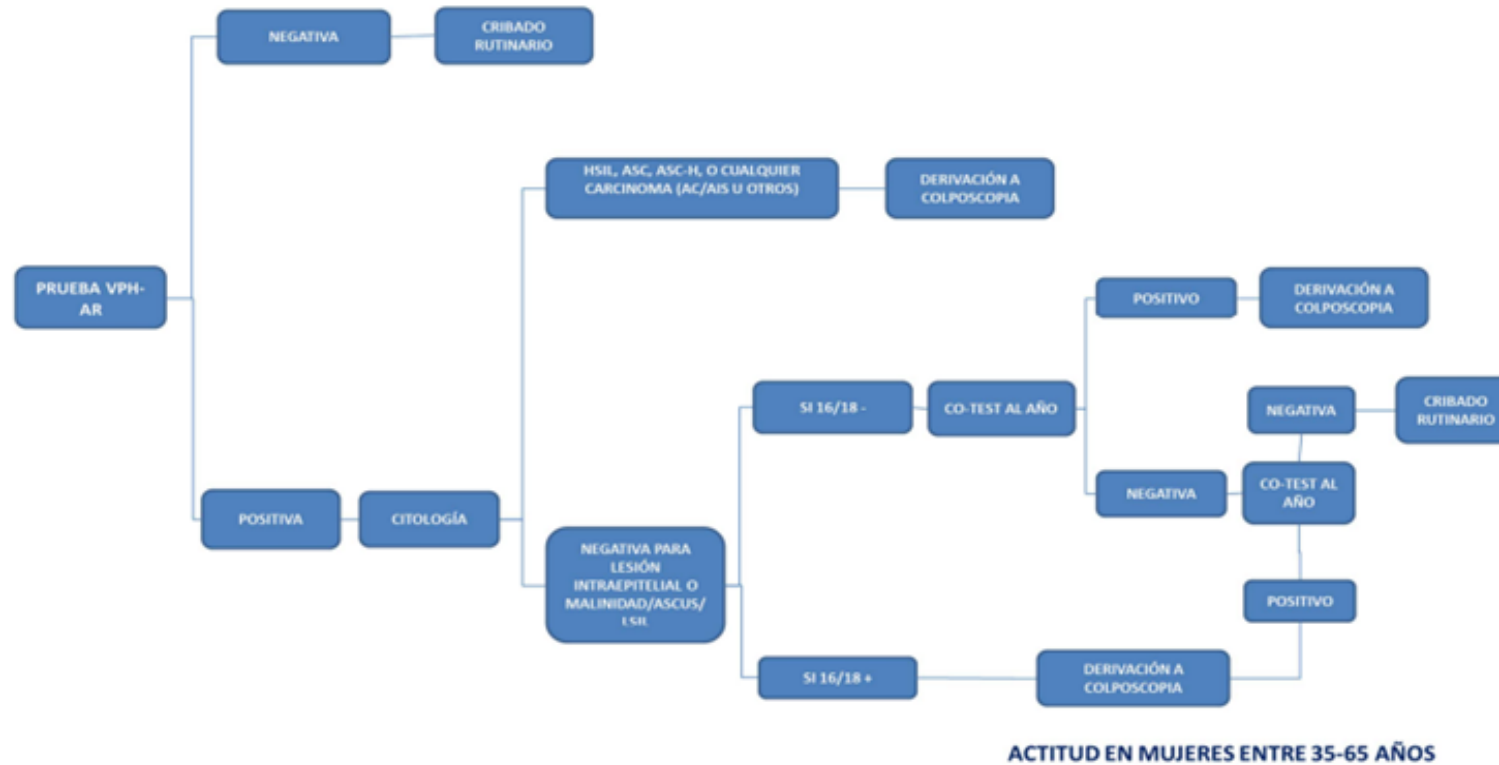 NEGATIVA
CRIBADO
RUTINARIO
HSIL, ASC, ASC-H, O CUALQUIER
CARCINOMA (AC/AIS U OTROS)
DERIVACIÓN A
COLPOSCOPIA
PRUEBA VPH-
AR
POSITIVO
DERIVACIÓN A
COLPOSCOPIA
SI 16/18 -
CO-TEST AL AÑO
NEGATIVA
CRIBADO
RUTINARIO
NEGATIVA
CO-TEST AL
AÑO
POSITIVA
CITOLOGÍA
NEGATIVA PARA
LESIÓN
INTRAEPITELIAL O
MALINIDAD/ASCUS/
LSIL
POSITIVO
SI 16/18 +
DERIVACIÓN A
COLPOSCOPIA
ACTITUD EN MUJERES ENTRE 35-65 AÑOS